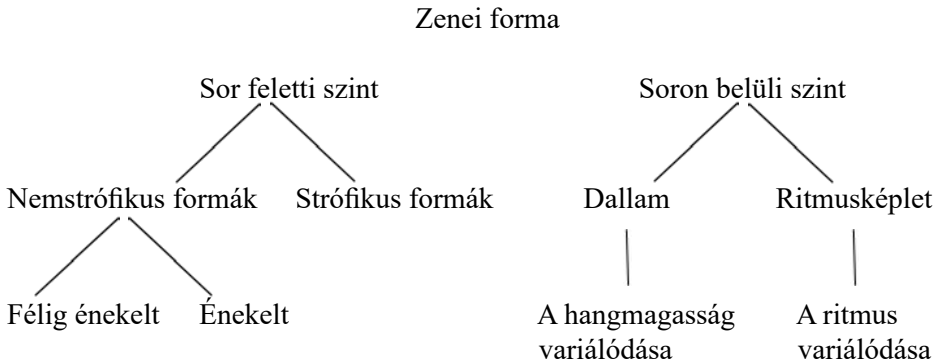 Zenei forma
Sor feletti szint
Soron belüli szint
Nemstrófikus formák
Strófikus formák
Dallam
Ritmusképlet
Félig énekelt
Énekelt
A hangmagasság
variálódása
A ritmus
variálódása